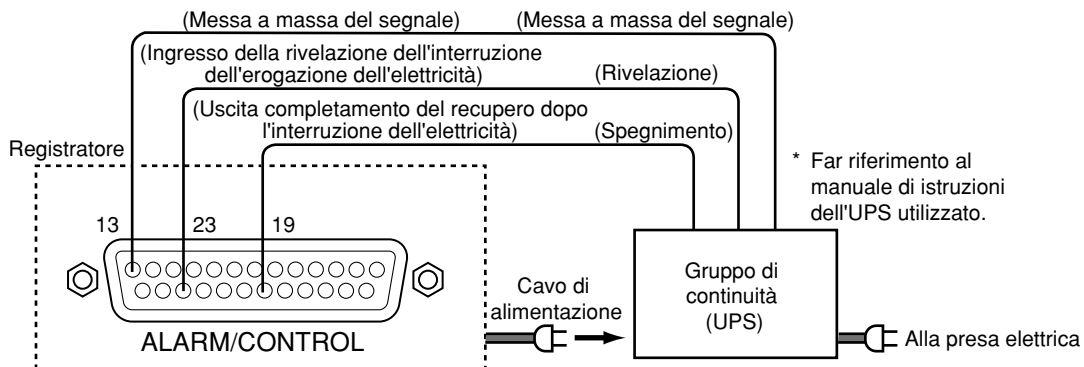 (Messa a massa del segnale)
(Messa a massa del segnale)
(Ingresso della rivelazione dell'interruzione
dell'erogazione dell'elettricità)
(Rivelazione)
(Uscita completamento del recupero dopo
l'interruzione dell'elettricità)
(Spegnimento)
Registratore
* Far riferimento al
manuale di istruzioni
dell'UPS utilizzato.
13
23
19
ALARM/CONTROL
Cavo di
alimentazione
Gruppo di
continuità
(UPS)
Alla presa elettrica